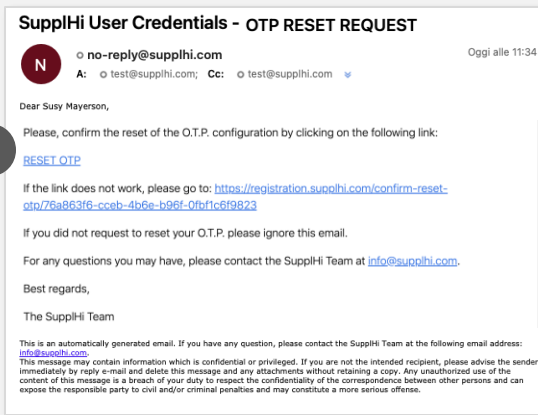 SupplHi User Credentials - OTP RESET REQUEST
N
no-reply@supplhi.com
Oggi alle 11:34
A: test@supplhi.com; Cc: test@supplhi.com
Dear Susy Mayerson,
Please, confirm the reset of the O.T.P. configuration by clicking on the following link:
RESET OTP
If the link does not work, please go to: https://registration.supplhi.com/confirm-reset-
otp/76a863f6-cceb-4b6e-b96f-0fbf1c6f9823
If you did not request to reset your O.T.P. please ignore this email.
For any questions you may have, please contact the SupplHi Team at info@supplhi.com.
Best regards,
The SupplHi Team
This is an automatically generated email. If you have any question, please contact the SupplHi Team at the following email address:
info@supplhi.com.
This message may contain information which is confidential or privileged. If you are not the intended recipient, please advise the sender
immediately by reply e-mail and delete this message and any attachments without retaining a copy. Any unauthorized use of the
content of this message is a breach of your duty to respect the confidentiality of the correspondence between other persons and can
expose the responsible party to civil and/or criminal penalties and may constitute a more serious offense.